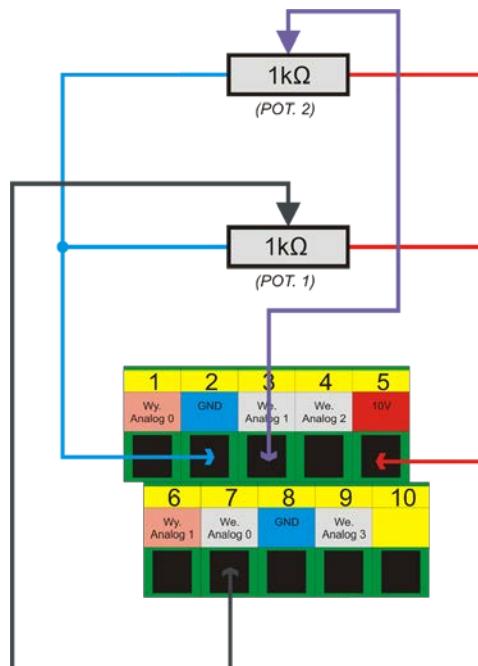 1kΩ
(POT. 2)
1kΩ
(POT. 1)
1 2 3 4 5
Wy. Analog 0
GND
We. Analog 1
We. Analog 2
10V
6 7 8 9 10
Wy. Analog 1
We. Analog 0
GND
We. Analog 3